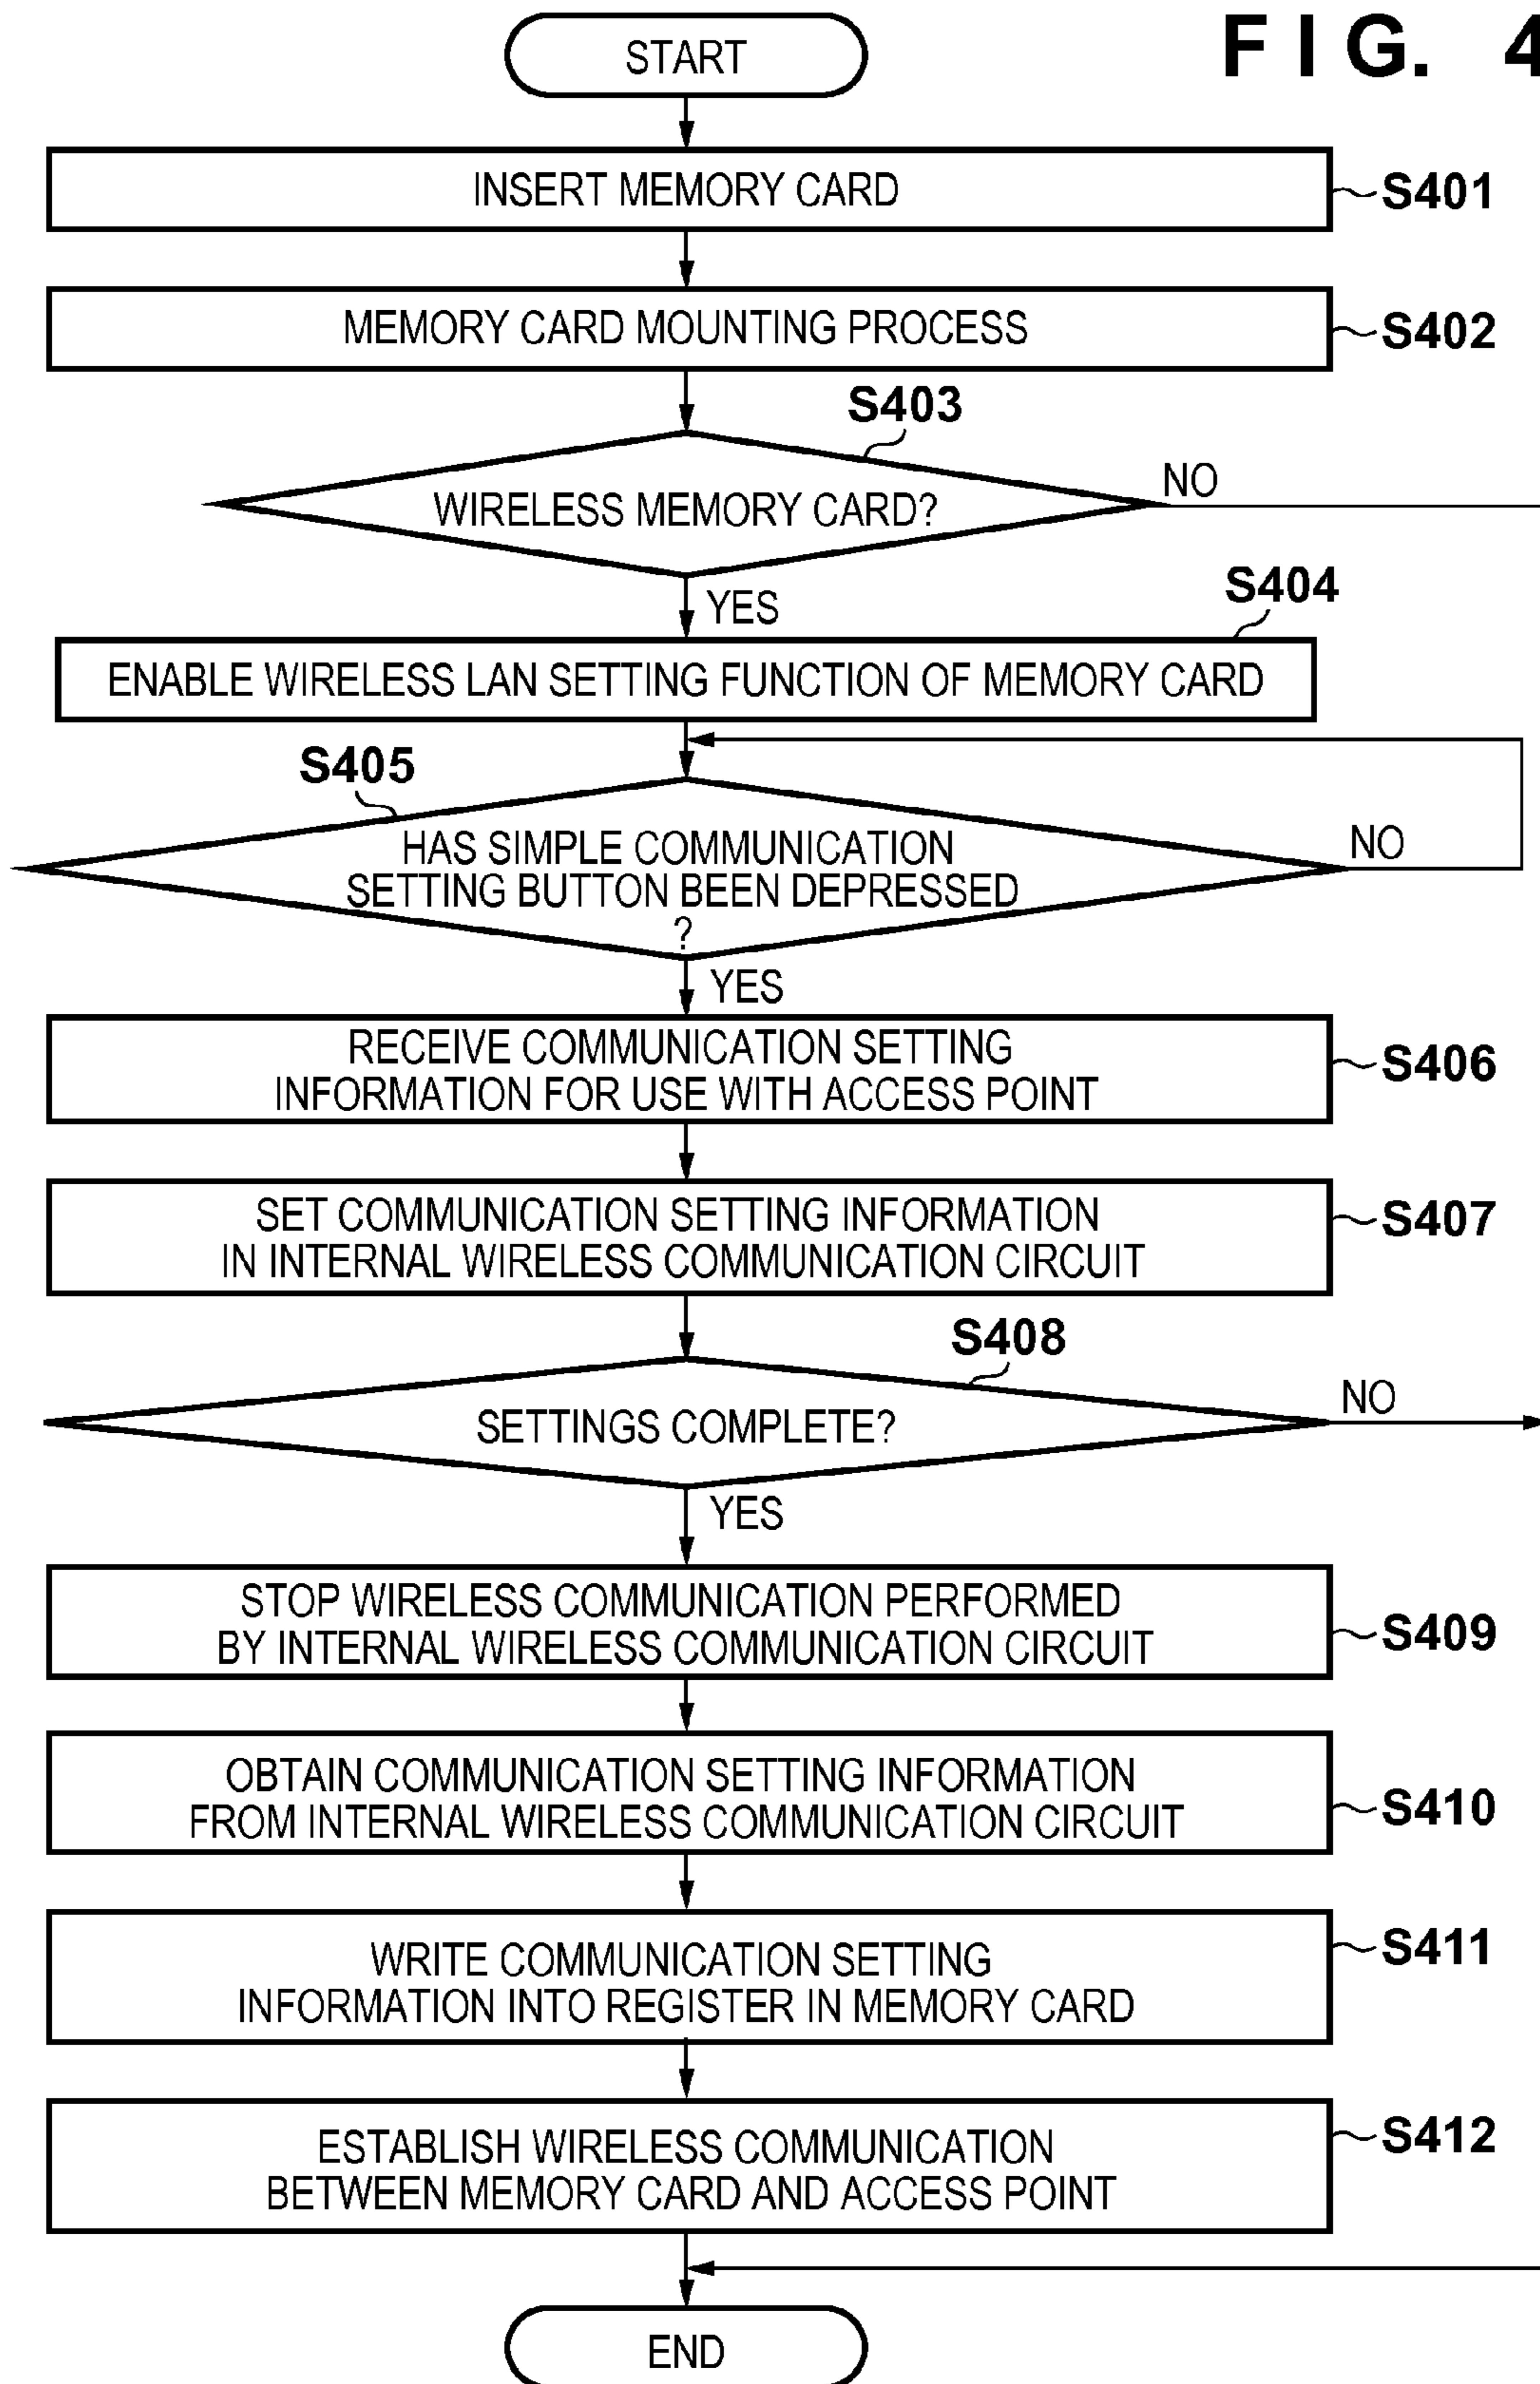 FIG. 4
START
INSERT MEMORY CARD
S401
MEMORY CARD MOUNTING PROCESS
S402
S403
WIRELESS MEMORY CARD?
NO
YES
S404
ENABLE WIRELESS LAN SETTING FUNCTION OF MEMORY CARD
S405
HAS SIMPLE COMMUNICATION
SETTING BUTTON BEEN DEPRESSED
?
NO
YES
RECEIVE COMMUNICATION SETTING
INFORMATION FOR USE WITH ACCESS POINT
S406
SET COMMUNICATION SETTING INFORMATION
IN INTERNAL WIRELESS COMMUNICATION CIRCUIT
S407
S408
SETTINGS COMPLETE?
NO
YES
STOP WIRELESS COMMUNICATION PERFORMED
BY INTERNAL WIRELESS COMMUNICATION CIRCUIT
S409
OBTAIN COMMUNICATION SETTING INFORMATION
FROM INTERNAL WIRELESS COMMUNICATION CIRCUIT
S410
WRITE COMMUNICATION SETTING
INFORMATION INTO REGISTER IN MEMORY CARD
S411
ESTABLISH WIRELESS COMMUNICATION
BETWEEN MEMORY CARD AND ACCESS POINT
S412
END